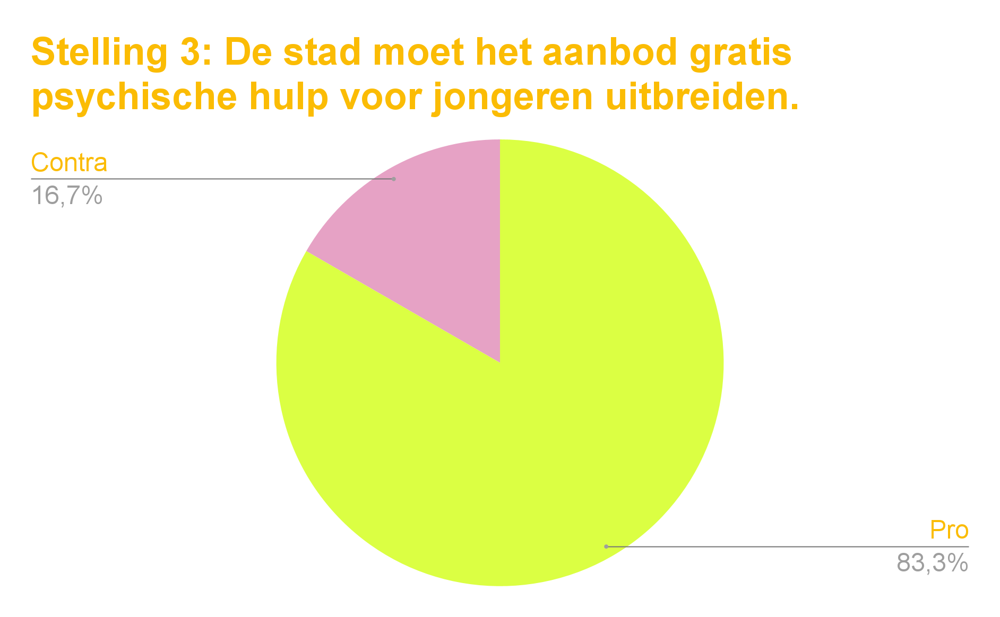 Stelling 3: De stad moet het aanbod gratis
psychische hulp voor jongeren uitbreiden.
Contra
16,7%
Pro
83,3%